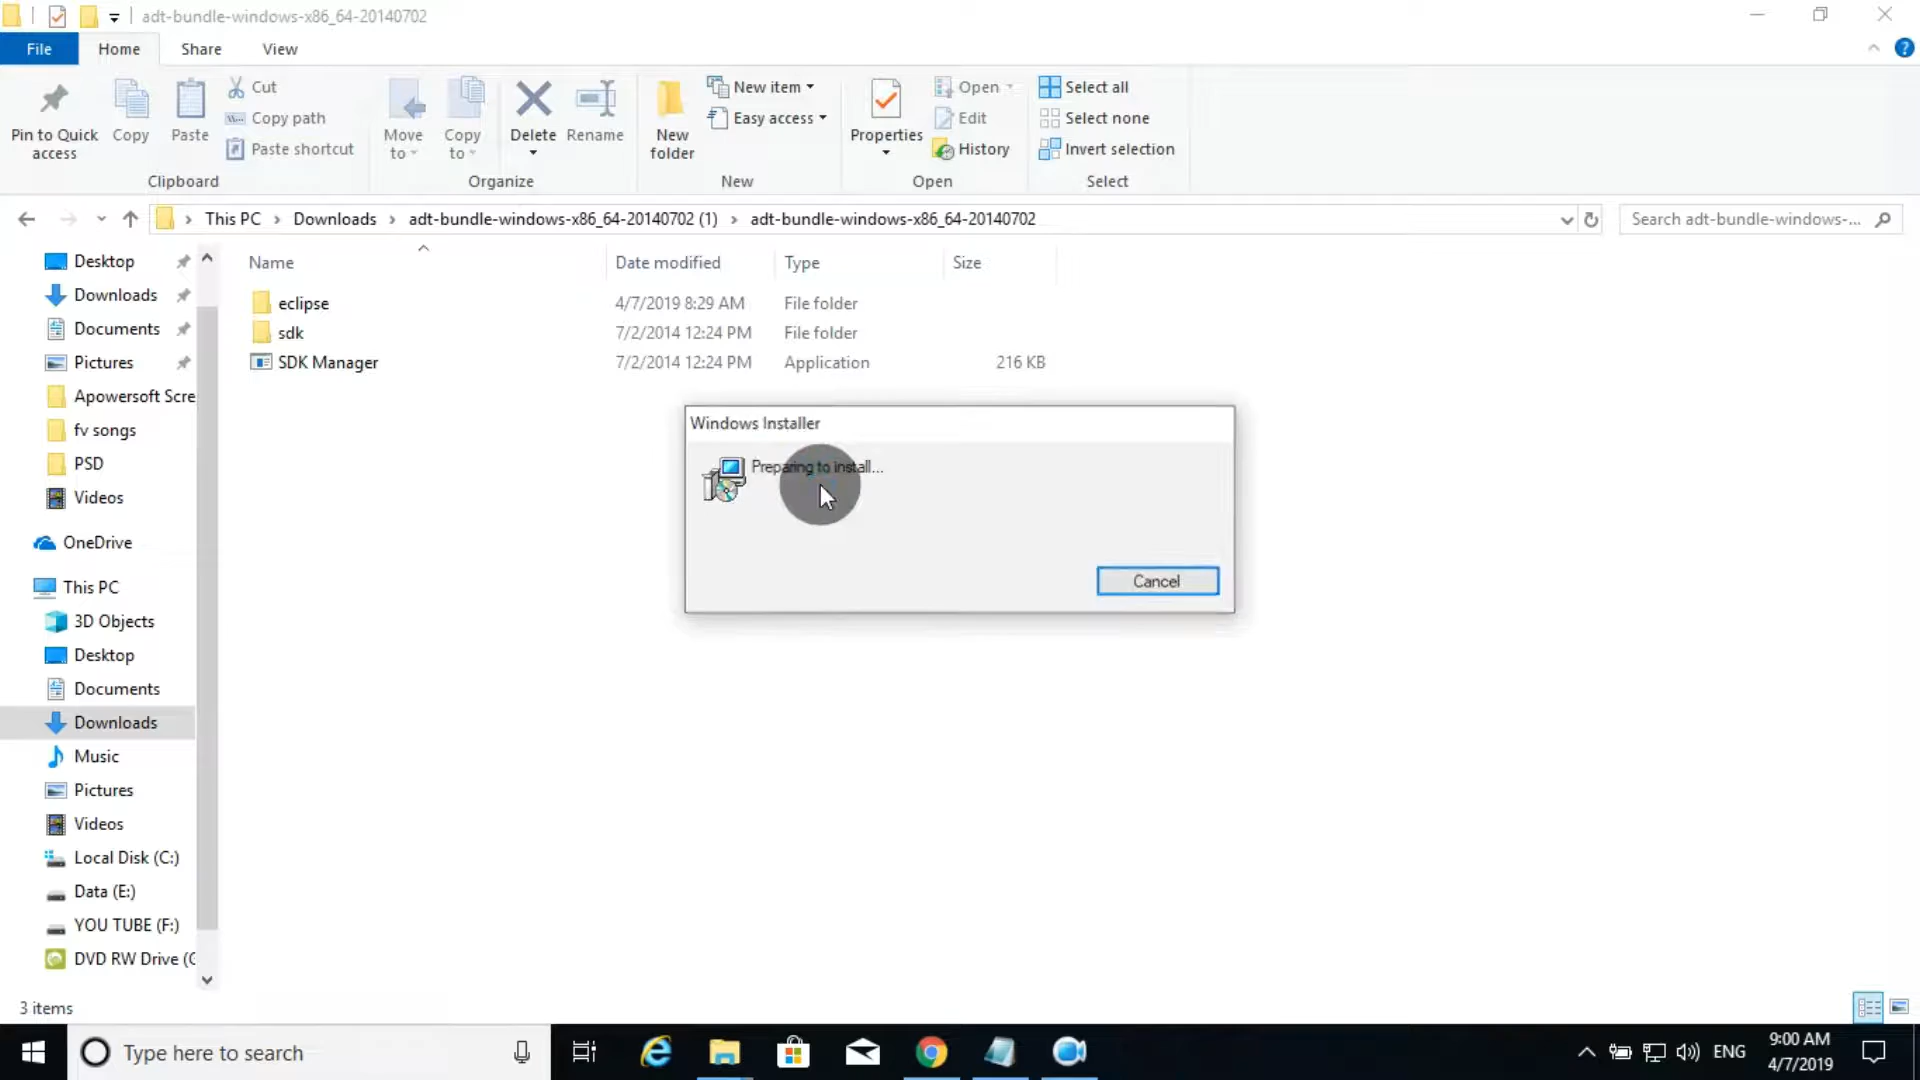 adt-bundle-windows-x86_64-20140702
File Home Share View
Pin to Quick access
Copy
Paste
Cut
Copy path
Paste shortcut
Clipboard
Move to
Copy to
Delete
Rename
Organize
New folder
New item
Easy access
New
Properties
Open
Edit
History
Open
Select all
Select none
Invert selection
Select
This PC > Downloads > adt-bundle-windows-x86_64-20140702 (1) > adt-bundle-windows-x86_64-20140702
Search adt-bundle-windows-...
Name Date modified Type Size
eclipse 4/7/2019 8:29 AM File folder
sdk 7/2/2014 12:24 PM File folder
SDK Manager 7/2/2014 12:24 PM Application 216 KB
Desktop
Downloads
Documents
Pictures
Apowersoft Scre
fv songs
PSD
Videos
OneDrive
This PC
3D Objects
Desktop
Documents
Downloads
Music
Pictures
Videos
Local Disk (C:)
Data (E:)
YOU TUBE (F:)
DVD RW Drive (G
Windows Installer
Preparing to install...
Cancel
3 items
Type here to search
ENG
9:00 AM
4/7/2019